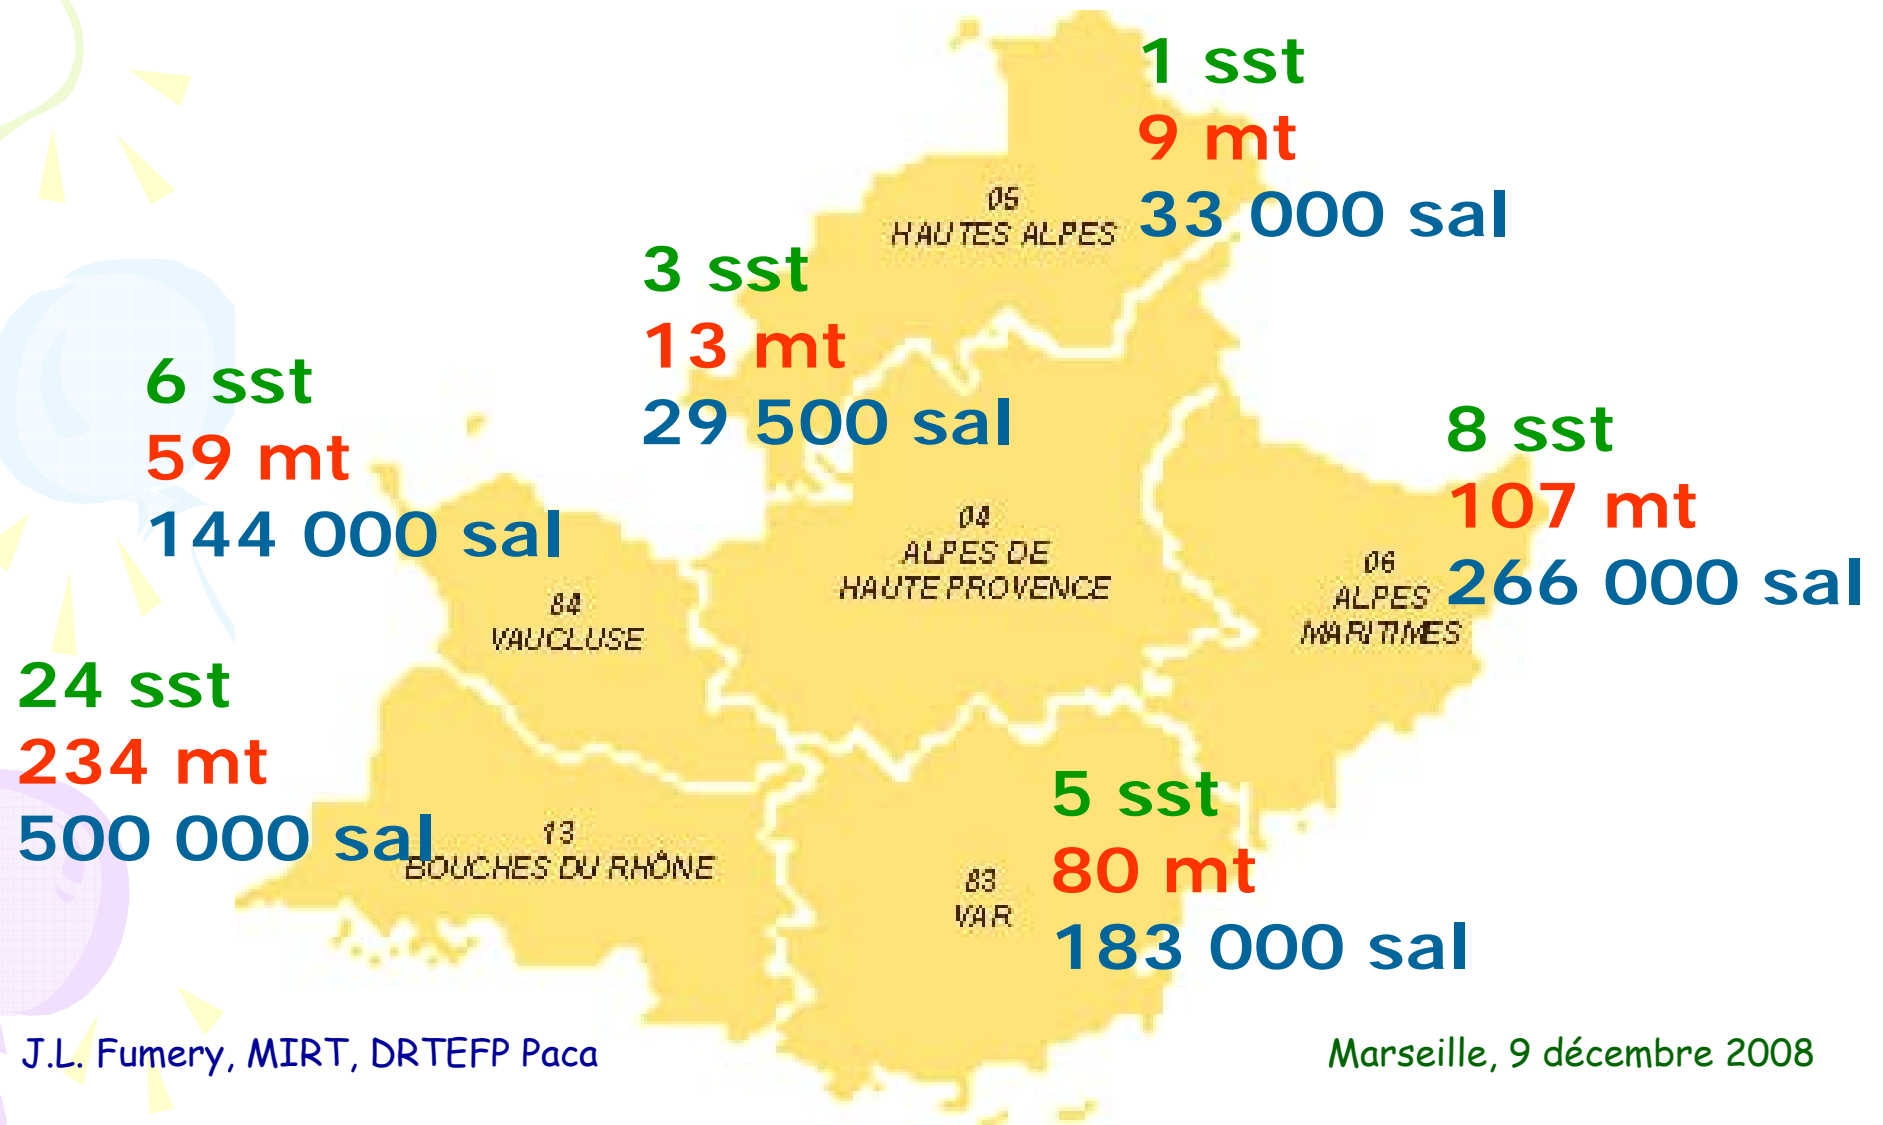 1 sst
9 mt
33 000 sal
05
HAUTES ALPES
3 sst
13 mt
29 500 sal
6 sst
59 mt
144 000 sal
8 sst
107 mt
266 000 sal
04
ALPES DE
HAUTE PROVENCE
06
ALPES
MARITIMES
84
VAUCLUSE
24 sst
234 mt
500 000 sal
13
BOUCHES DU RHÔNE
5 sst
80 mt
183 000 sal
83
VAR
J.L. Fumery, MIRT, DRTEFP Paca
Marseille, 9 décembre 2008